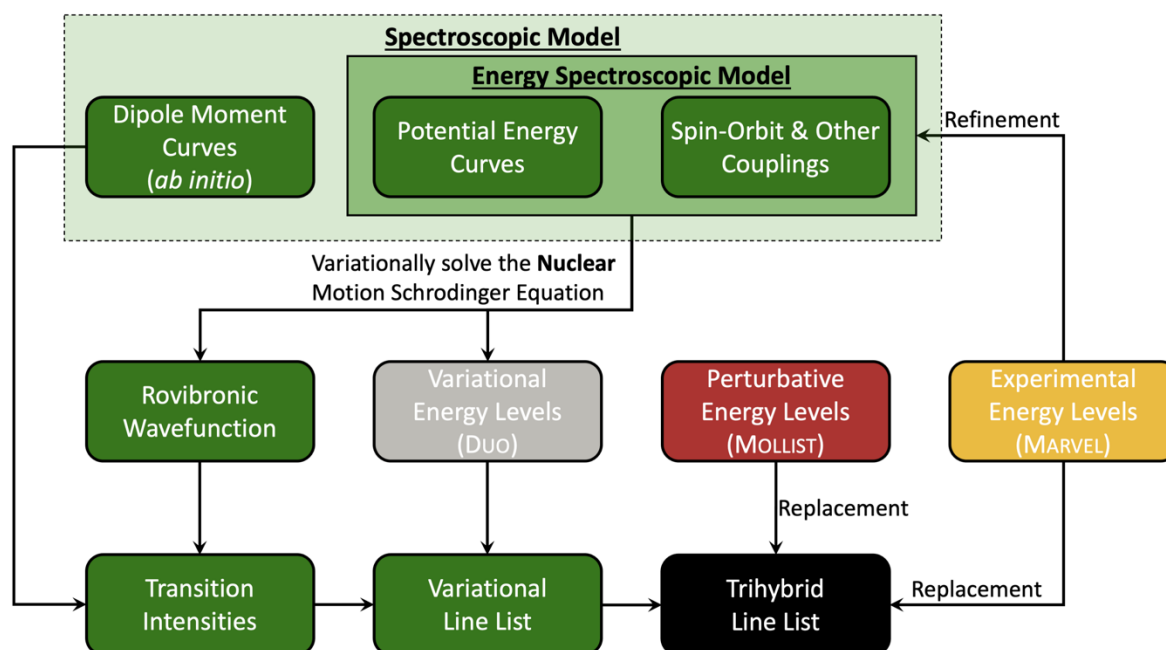 Spectroscopic Model
Energy Spectroscopic Model
Dipole Moment
Curves
(ab initio)
Potential Energy
Curves
Spin-Orbit & Other
Couplings
Refinement
Variationally solve the Nuclear
Motion Schrodinger Equation
Rovibronic
Wavefunction
Variational
Energy Levels
(DUO)
Perturbative
Energy Levels
(MOLLIST)
Experimental
Energy Levels
(MARVEL)
Replacement
Transition
Intensities
Variational
Line List
Trihybrid
Line List
Replacement